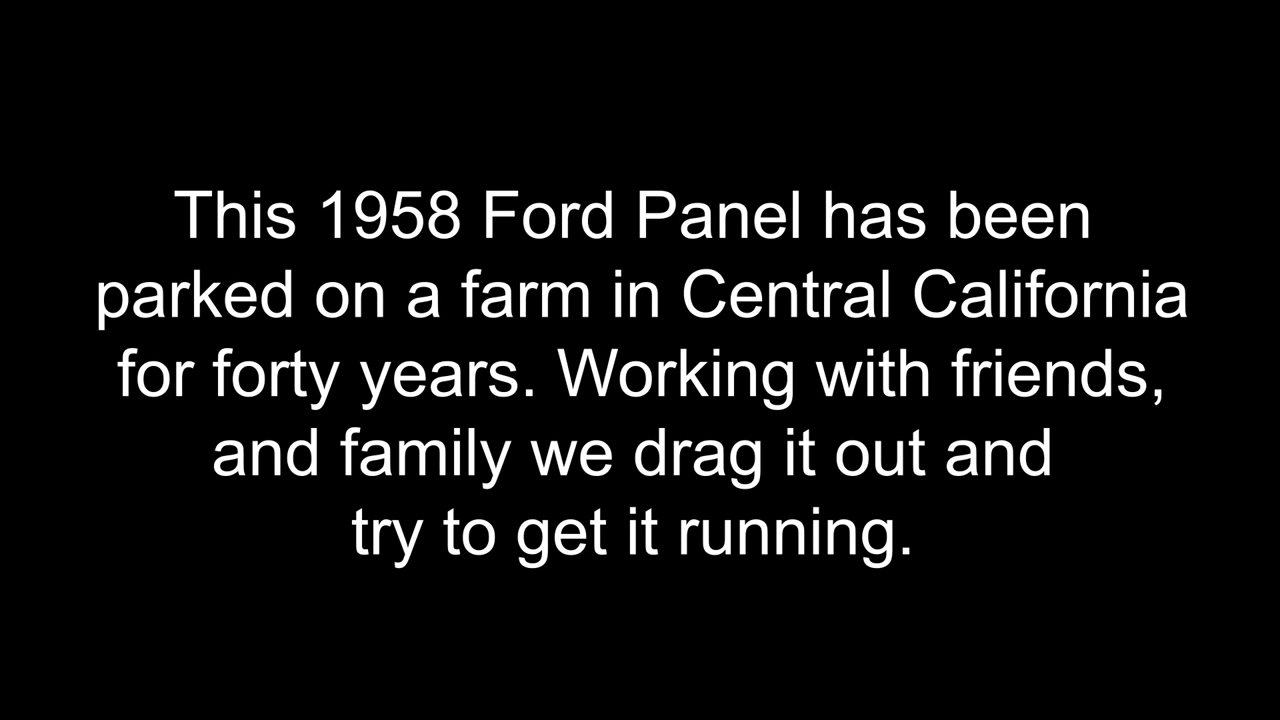 This 1958 Ford Panel has been
parked on a farm in Central California
for forty years. Working with friends,
and family we drag it out and
try to get it running.